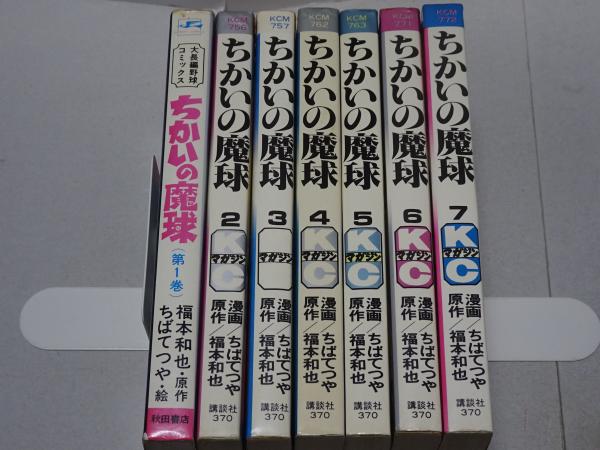 大長編野球
コミックス
ちかいの魔球
(第1巻)
福本和也・原作
ちばてつや・絵
秋田書店
KCM
756
ちかいの魔球
2
KC
マガジン
漫画/ちばてつや
原作/福本和也
講談社
370
KCM
757
ちかいの魔球
3
マガジン
漫画/ちばてつや
原作/福本和也
講談社
370
KCM
762
ちかいの魔球
4
KC
マガジン
漫画/ちばてつや
原作/福本和也
講談社
370
KCM
763
ちかいの魔球
5
KC
マガジン
漫画/ちばてつや
原作/福本和也
講談社
370
KCM
771
ちかいの魔球
6
KC
マガジン
漫画/ちばてつや
原作/福本和也
講談社
370
KCM
772
ちかいの魔球
7
KC
マガジン
漫画/ちばてつや
原作/福本和也
講談社
370